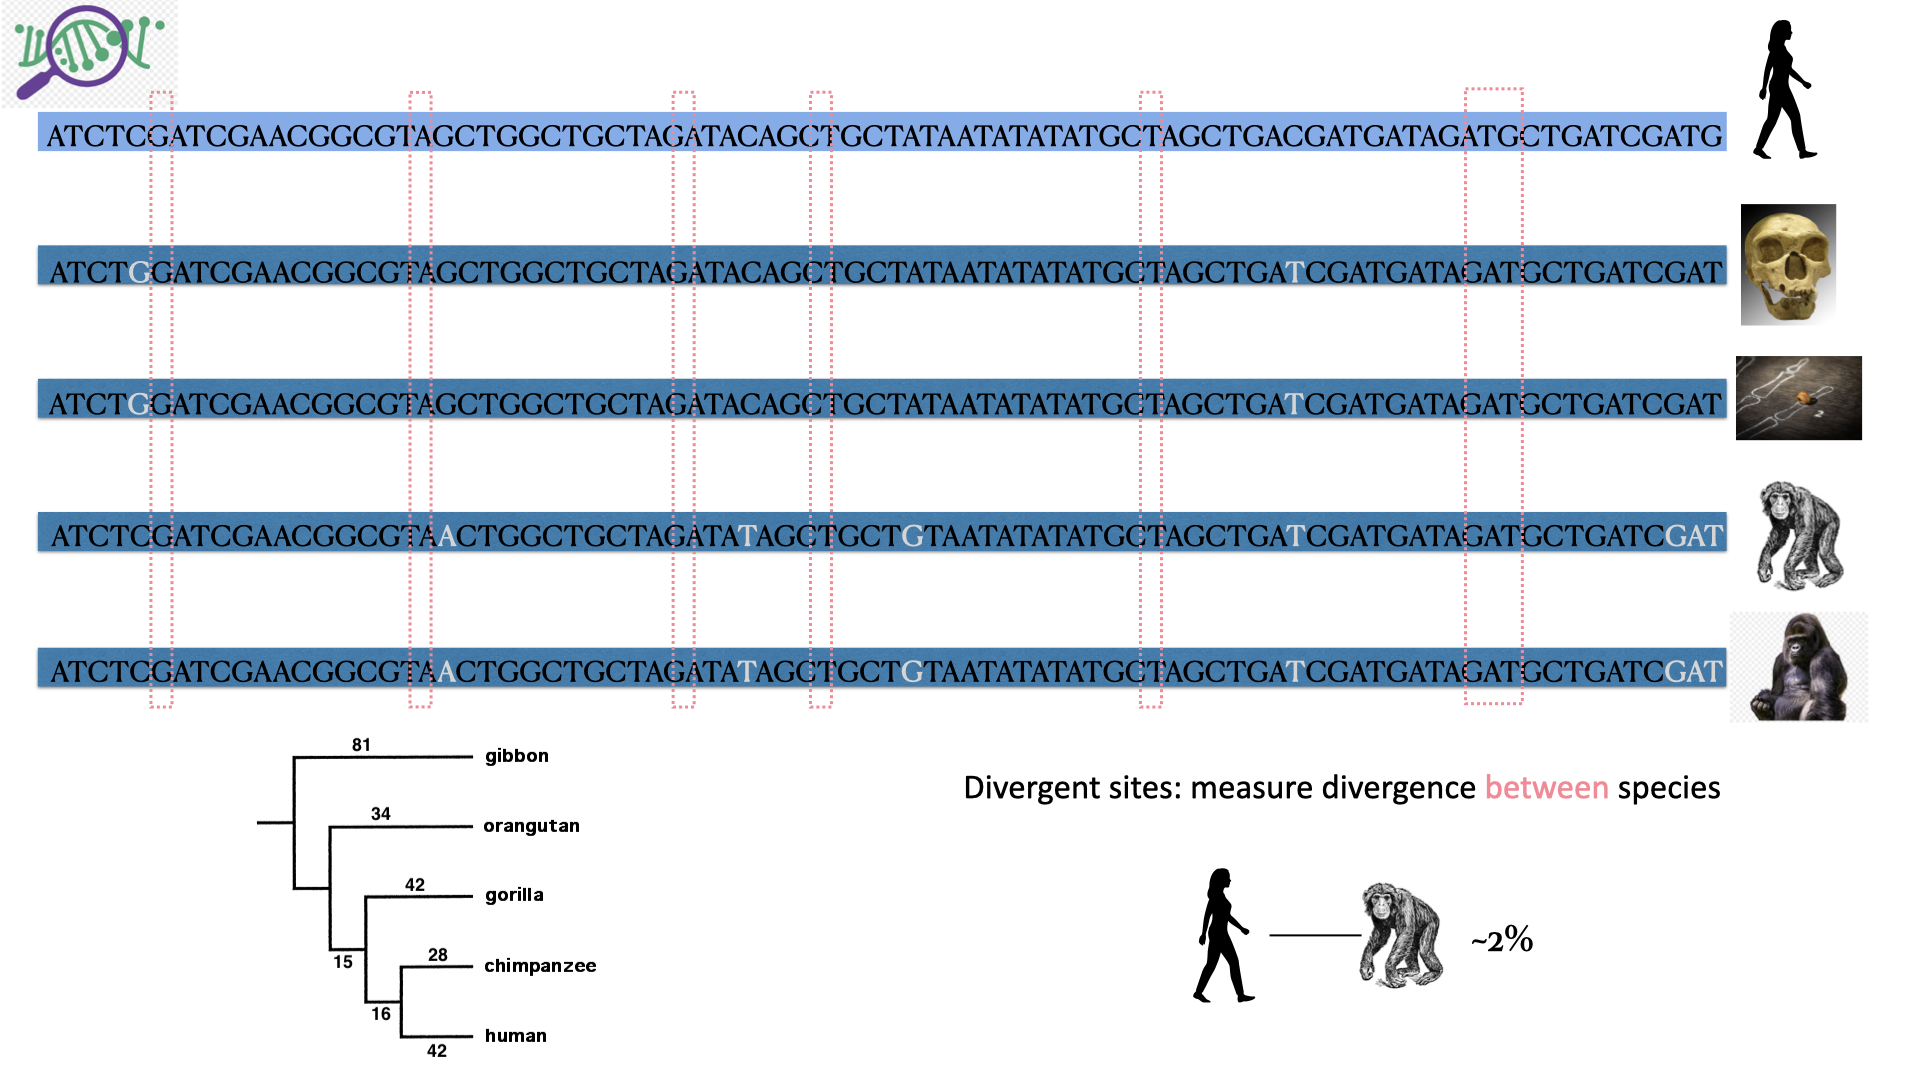 ATCTCGATCGAACGGCGTAGCTGGCTGCTAGATACAGCTGCTATAATATATATGCTAGCTGACGATGATAGATGCTGATCGATG
ATCTGGATCGAACGGCGTAGCTGGCTGCTAGATACAGCTGCTATAATATATATGCTAGCTGATCGATGATAGATGCTGATCGAT
ATCTGGATCGAACGGCGTAGCTGGCTGCTAGATACAGCTGCTATAATATATATGCTAGCTGATCGATGATAGATGCTGATCGAT
ATCTCGATCGAACGGCGTAACTGGCTGCTAGATATAGCTGCTGTAATATATATGCTAGCTGATCGATGATAGATGCTGATCGAT
ATCTCGATCGAACGGCGTAACTGGCTGCTAGATATAGCTGCTGTAATATATATGCTAGCTGATCGATGATAGATGCTGATCGAT
81
gibbon
34
orangutan
42
gorilla
15
28
chimpanzee
16
human
42
Divergent sites: measure divergence between species
~2%